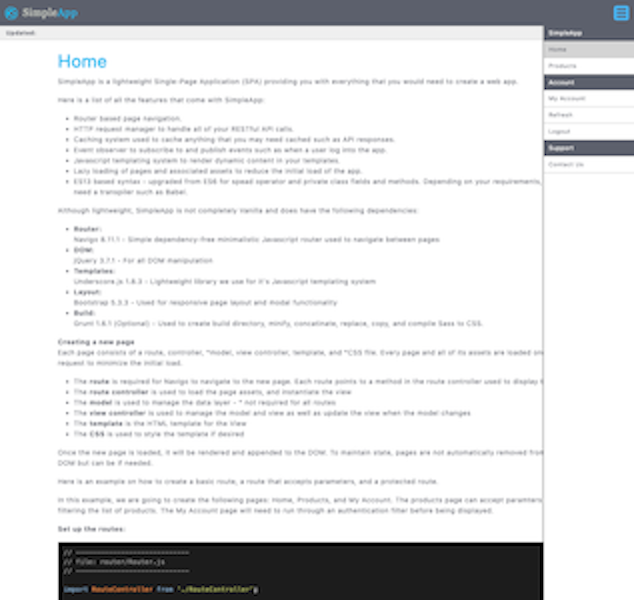 SimpleApp
Updated:
Home
SimpleApp is a lightweight Single-Page Application (SPA) providing you with everything that you would need to create a web app.
Here is a list of all the features that come with SimpleApp:
• Router based page navigation.
• HTTP request manager to handle all of your RESTful API calls.
• Caching system used to cache anything that you may need cached such as API responses.
• Event observer to subscribe to and publish events such as when a user log into the app.
• Javascript templating system to render dynamic content in your templates.
• Lazy loading of pages and associated assets to reduce the initial load of the app.
• ES13 based syntax - upgraded from ES6 for spead operator and private class fields and methods. Depending on your requirements,
need a transpiler such as Babel.
Although lightweight, SimpleApp is not completely Vanilla and does have the following dependencies:
• Router:
Navigo 8.11.1 - Simple dependency-free minimalistic Javascript router used to navigate between pages
• DOM:
jQuery 3.7.1 - For all DOM manipulation
• Templates:
Underscore.js 1.6.3 - Lightweight library we use for it's Javascript templating system
• Layout:
Bootstrap 5.3.3 - Used for responsive page layout and modal functionality
• Build:
Grunt 1.6.1 (Optional) - Used to create build directory, minify, concatinate, replace, copy, and compile Sass to CSS.
Creating a new page
Each page consists of a route, controller, *model, view controller, template, and *CSS file. Every page and all of its assets are loaded on
request to minimize the initial load.
• The route is required for Navigo to navigate to the new page. Each route points to a method in the route controller used to display t
• The route controller is used to load the page assets, and instantiate the view
• The model is used to manage the data layer - * not required for all routes
• The view controller is used to manage the model and view as well as update the view when the model changes
• The template is the HTML template for the View
• The CSS is used to style the template if desired
Once the new page is loaded, it will be rendered and appended to the DOM. To maintain state, pages are not automatically removed from
DOM but can be if needed.
Here is an example on how to create a basic route, a route that accepts parameters, and a protected route.
In this example, we are going to create the following pages: Home, Products, and My Account. The products page can accept paramters
filtering the list of products. The My Account page will need to run through an authentication filter before being displayed.
Set up the routes:
// ----------------------------
// file: router/Router.js
// ----------------------------
import RouteController from './RouteController';
SimpleApp
Home
Products
Account
My Account
Refresh
Logout
Support
Contact Us